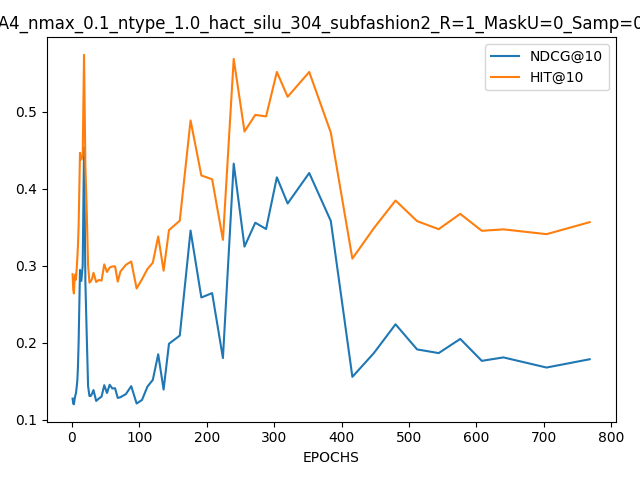 A4_nmax_0.1_ntype_1.0_hact_silu_304_subfashion2_R=1_MaskU=0_Samp=0
NDCG@10
HIT@10
0.5
0.4
0.3
0.2
0.1
0 100 200 300 400 500 600 700 800
EPOCHS